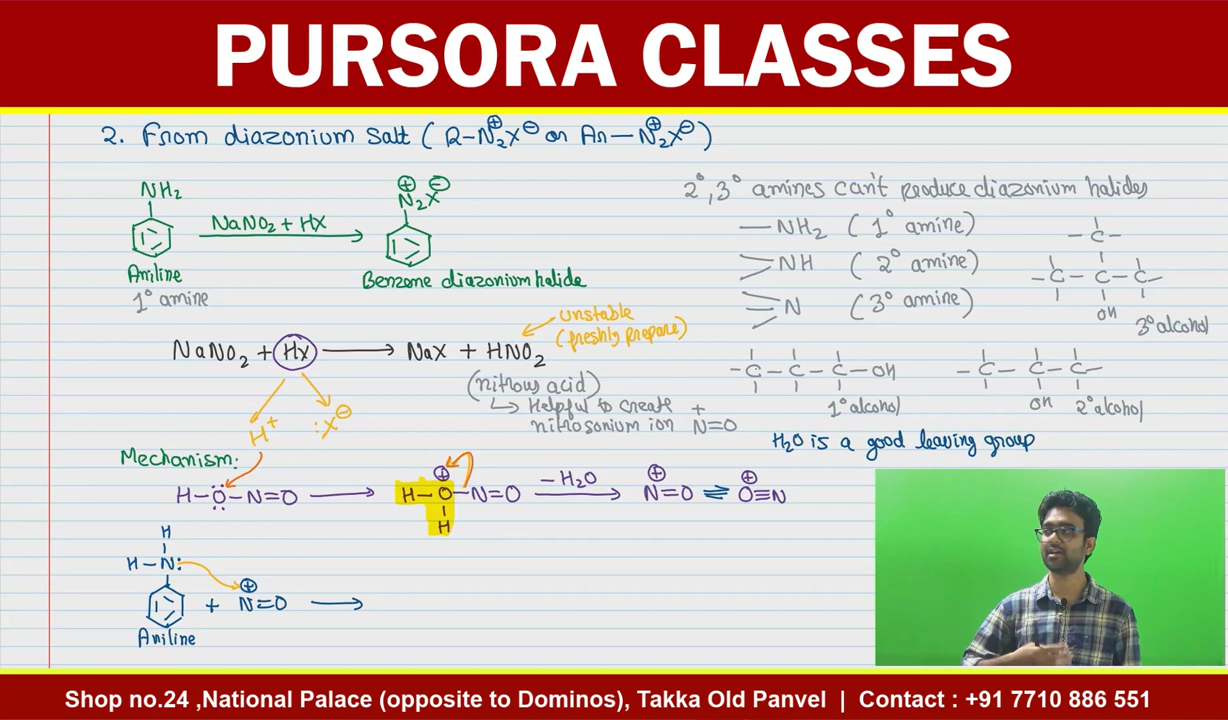 PURSORA CLASSES
2. From diazonium salt ( R-N₂⊕X⊖ or Ar—N₂⊕X⊖ )
NH₂
NaNO₂ + HX
⊕ ⊖
N₂X
Aniline
1° amine
Benzene diazonium halide
2°, 3° amines can't produce diazonium halides
—NH₂ ( 1° amine)
NH ( 2° amine)
N (3° amine)
—C—
—C—C—C—
OH
3° alcohol
NaNO₂ + HX ⟶ NaX + HNO₂
unstable
(freshly prepare)
(nitrous acid)
↳ Helpful to create
nitrosonium ion N⁺=O
H⁺ :X⊖
—C—C—C—OH
1° alcohol
—C—C—C—
OH 2° alcohol
H₂O is a good leaving group
Mechanism:
H-O-N=O ⟶ H-O⊕-N=O −H₂O ⟶ N⊕=O ⇌ O⊕≡N
H
H
H-N:
+ N⊕=O ⟶
Aniline
Shop no.24 ,National Palace (opposite to Dominos), Takka Old Panvel | Contact : +91 7710 886 551